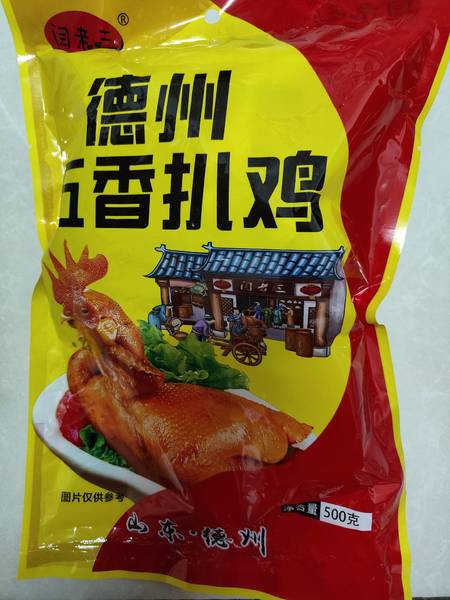 闫老三®
德州
五香扒鸡
闫老三
图片仅供参考
净含量 500克
山东·德州